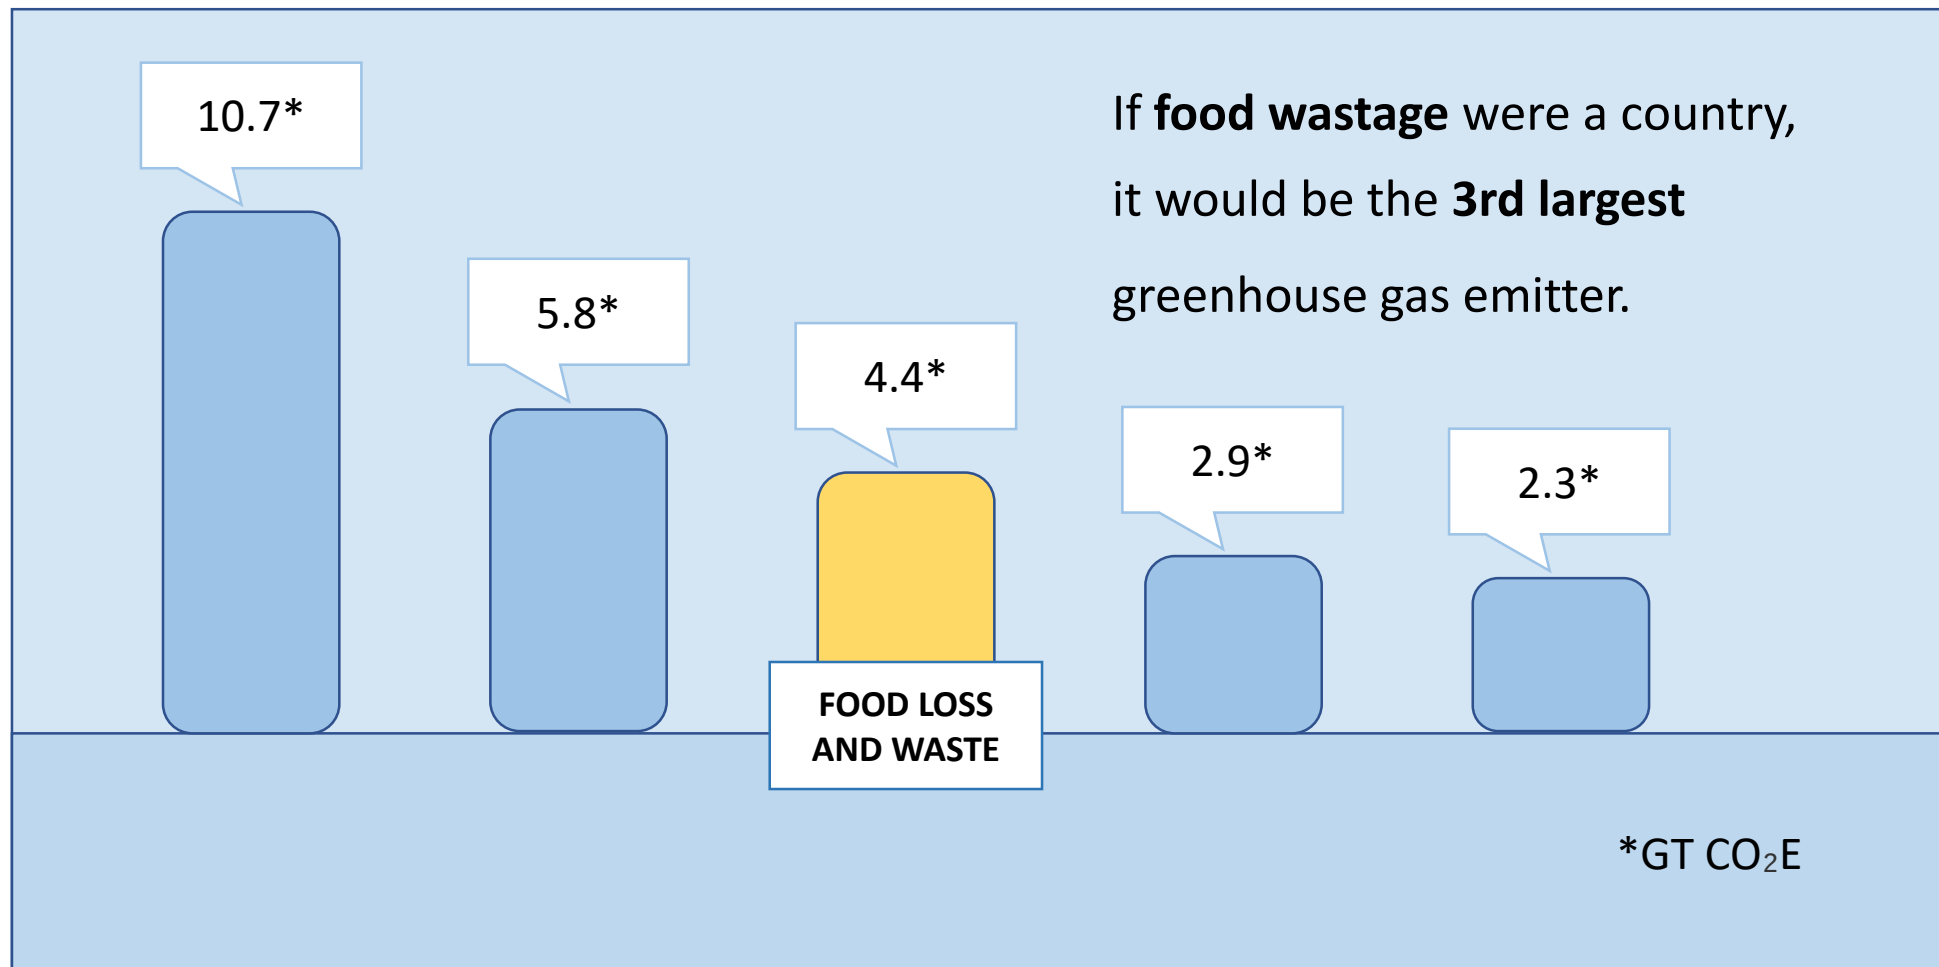 10.7*
5.8*
4.4*
2.9*
2.3*
If food wastage were a country,
it would be the 3rd largest
greenhouse gas emitter.
FOOD LOSS
AND WASTE
*GT CO₂E